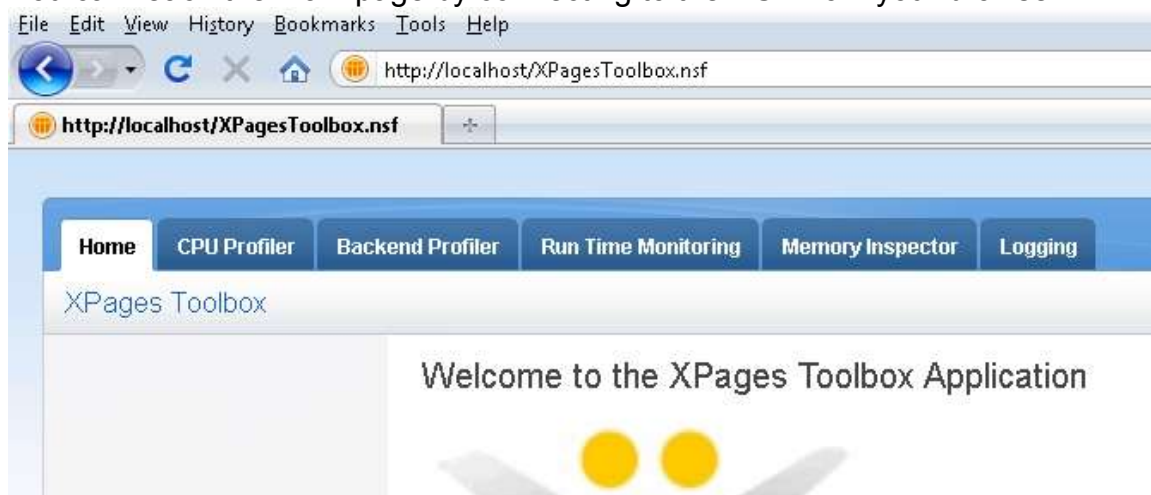 File Edit View History Bookmarks Tools Help
http://localhost/XPagesToolbox.nsf
http://localhost/XPagesToolbox.nsf
Home CPU Profiler Backend Profiler Run Time Monitoring Memory Inspector Logging
XPages Toolbox
Welcome to the XPages Toolbox Application